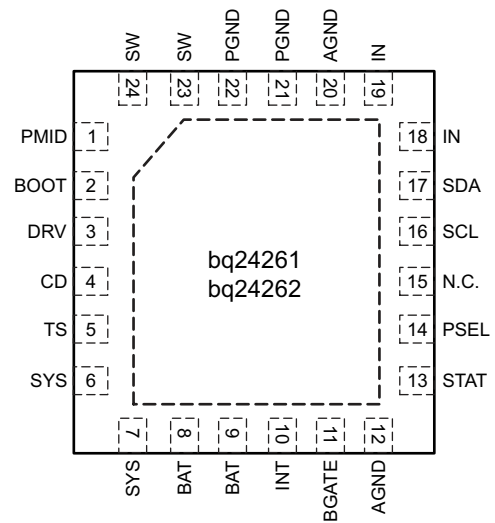 SW SW PGND PGND AGND IN
24 23 22 21 20 19
PMID 1 18 IN
BOOT 2 17 SDA
DRV 3 16 SCL
CD 4 15 N.C.
TS 5 14 PSEL
SYS 6 13 STAT
bq24261
bq24262
7 8 9 10 11 12
SYS BAT BAT INT BGATE AGND